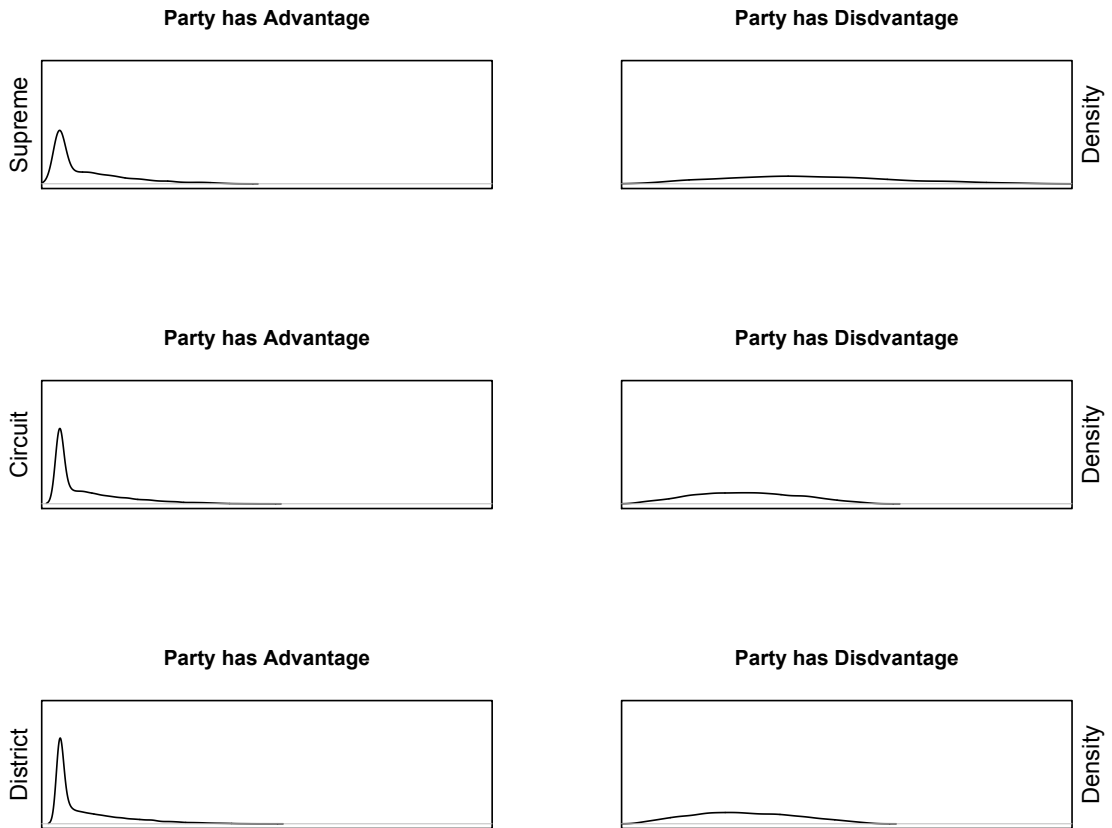 Party has Advantage
Party has Disdvantage
Supreme
Density
Party has Advantage
Party has Disdvantage
Circuit
Density
Party has Advantage
Party has Disdvantage
District
Density